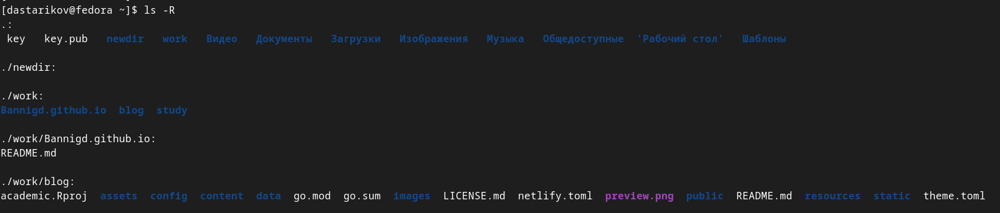 [dastarikov@fedora ~]$ ls -R
.:
key key.pub newdir work Видео Документы Загрузки Изображения Музыка Общедоступные 'Рабочий стол' Шаблоны
./newdir:
./work:
Bannigd.github.io blog study
./work/Bannigd.github.io:
README.md
./work/blog:
academic.Rproj assets config content data go.mod go.sum images LICENSE.md netlify.toml preview.png public README.md resources static theme.toml